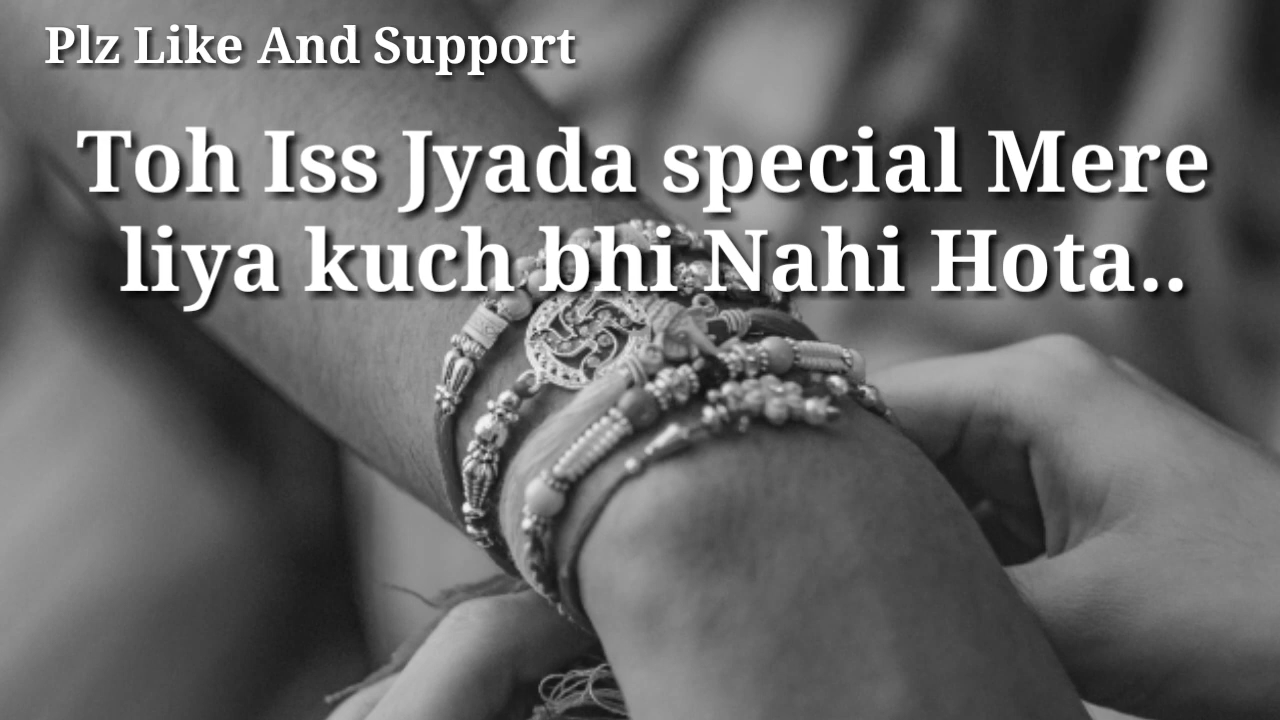 Plz Like And Support
Toh Iss Jyada special Mere
liya kuch bhi Nahi Hota..